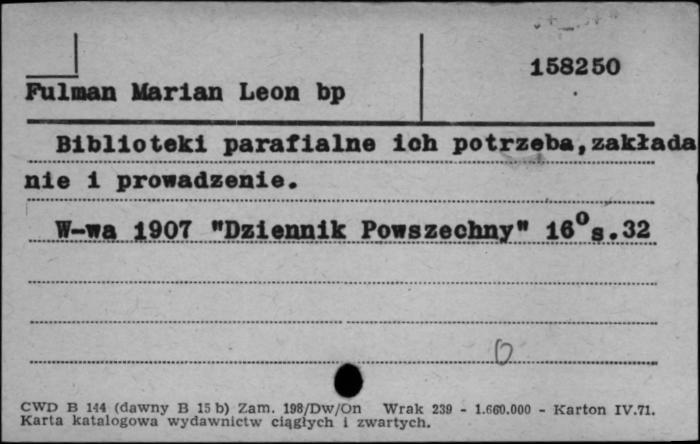 158250
Fulman Marian Leon bp
Biblioteki parafialne ich potrzeba,zakłada
nie i prowadzenie.
W-wa 1907 "Dziennik Powszechny" 16⁰s.32
CWD B 144 (dawny B 15 b) Zam. 198/Dw/On Wrak 239 - 1.660.000 - Karton IV.71.
Karta katalogowa wydawnictw ciągłych i zwartych.